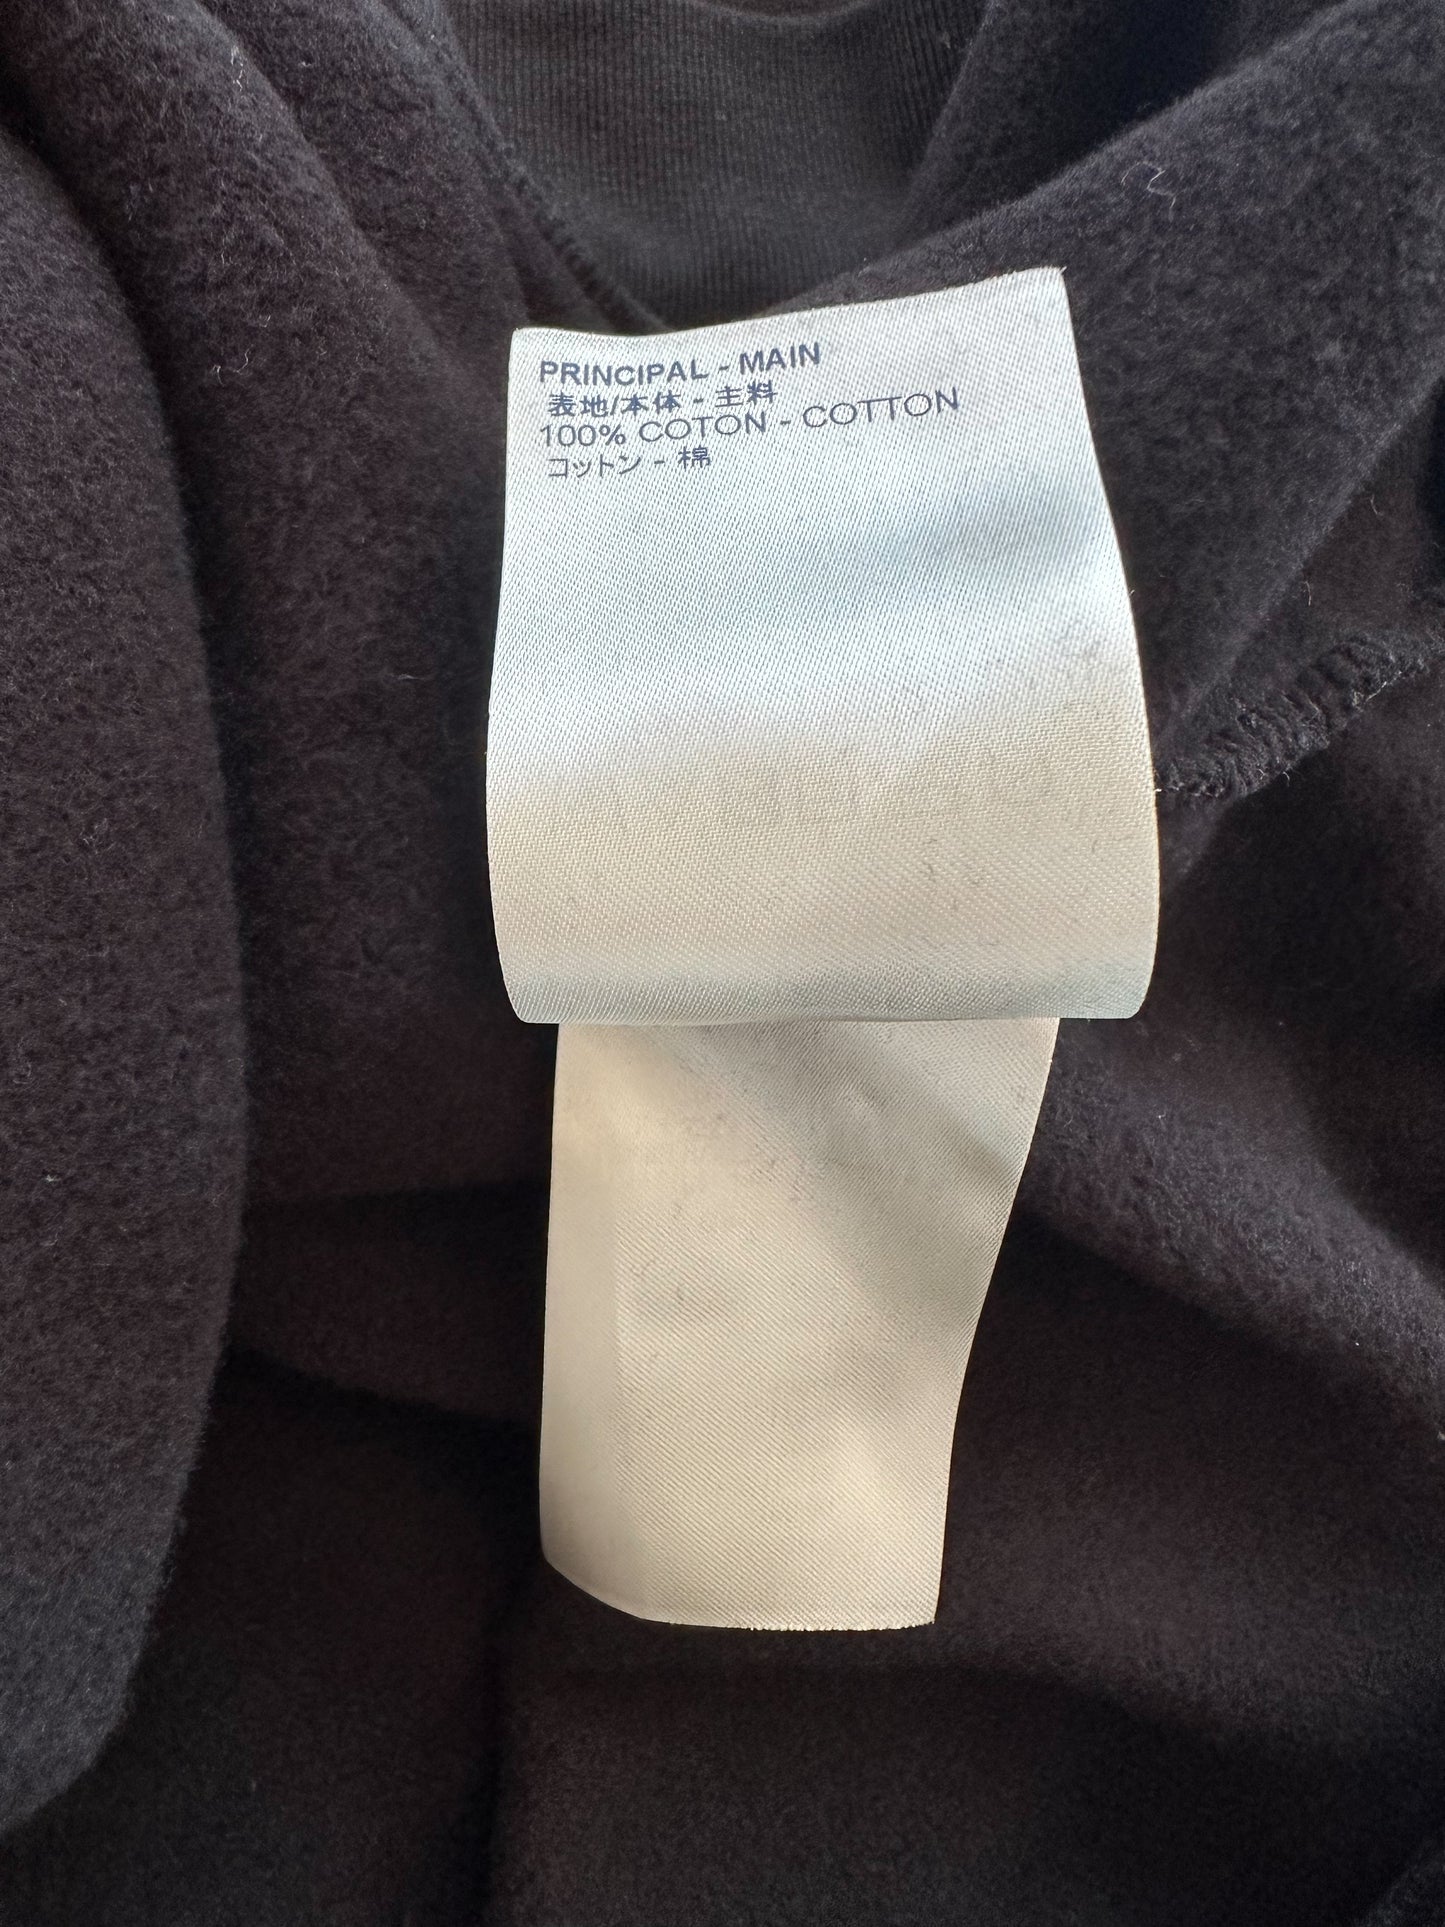 PRINCIPAL - MAIN
表地/本体 - 主料
100% COTON - COTTON
コットン - 棉